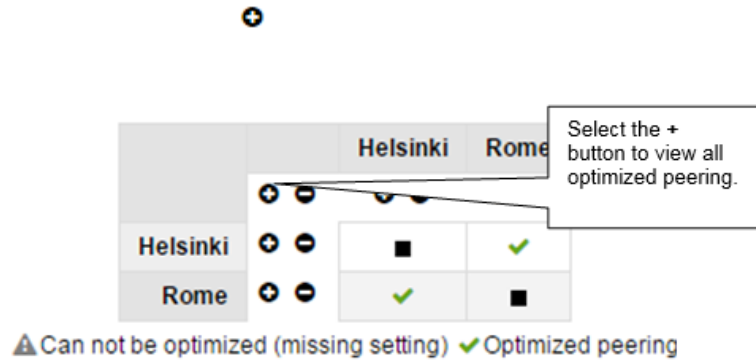 Helsinki Rome
Select the +
button to view all
optimized peering.
Helsinki
Rome
Can not be optimized (missing setting) Optimized peering